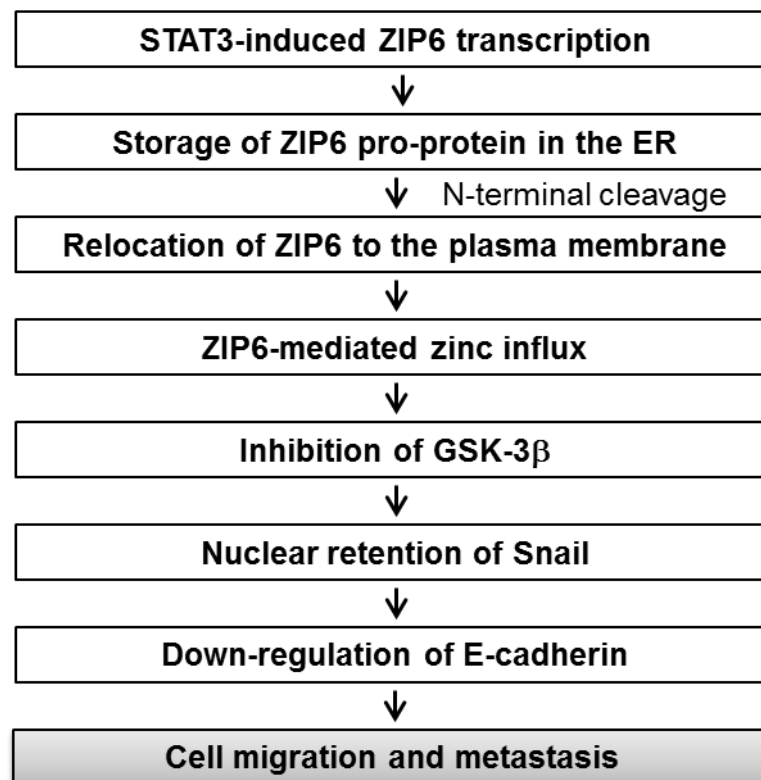 STAT3-induced ZIP6 transcription
Storage of ZIP6 pro-protein in the ER
N-terminal cleavage
Relocation of ZIP6 to the plasma membrane
ZIP6-mediated zinc influx
Inhibition of GSK-3β
Nuclear retention of Snail
Down-regulation of E-cadherin
Cell migration and metastasis